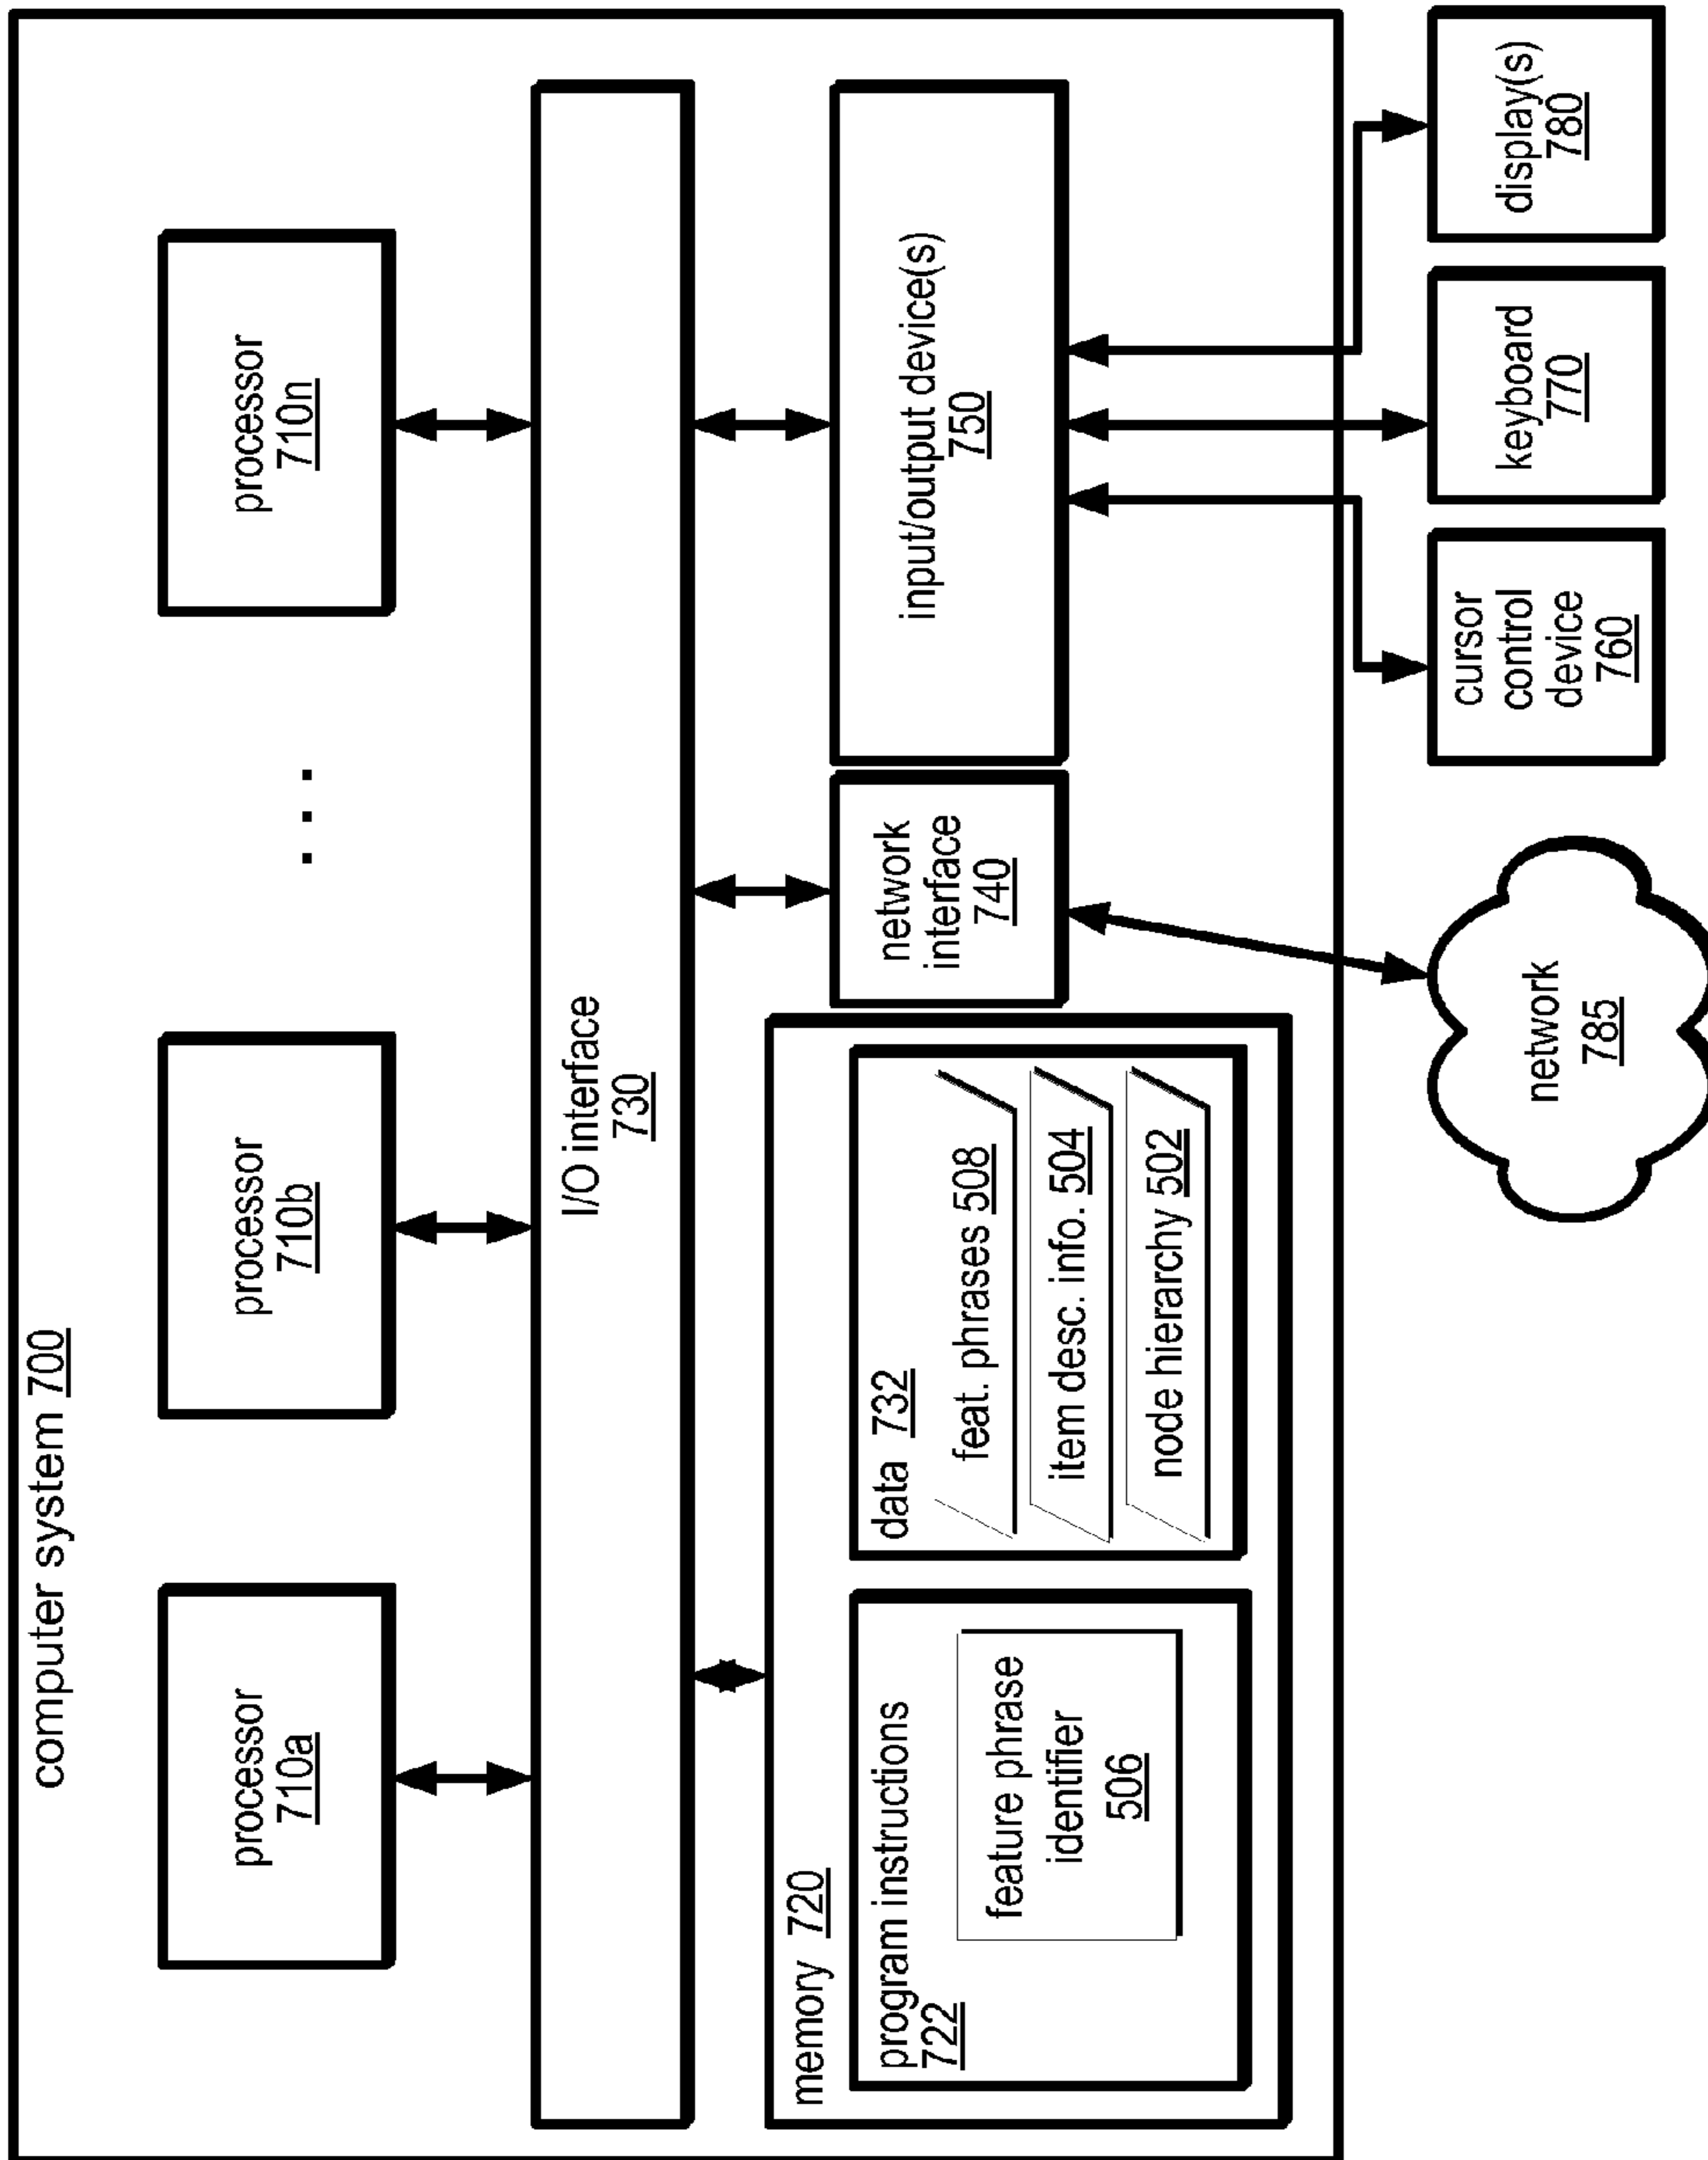 computer system 700
processor
710a
processor
710b
. . .
processor
710n
I/O interface
730
memory 720
program instructions
722
feature phrase
identifier
506
data 732
feat. phrases 508
item desc. info. 504
node hierarchy 502
network
interface
740
input/output device(s)
750
network
785
cursor
control
device
760
keyboard
770
display(s)
780